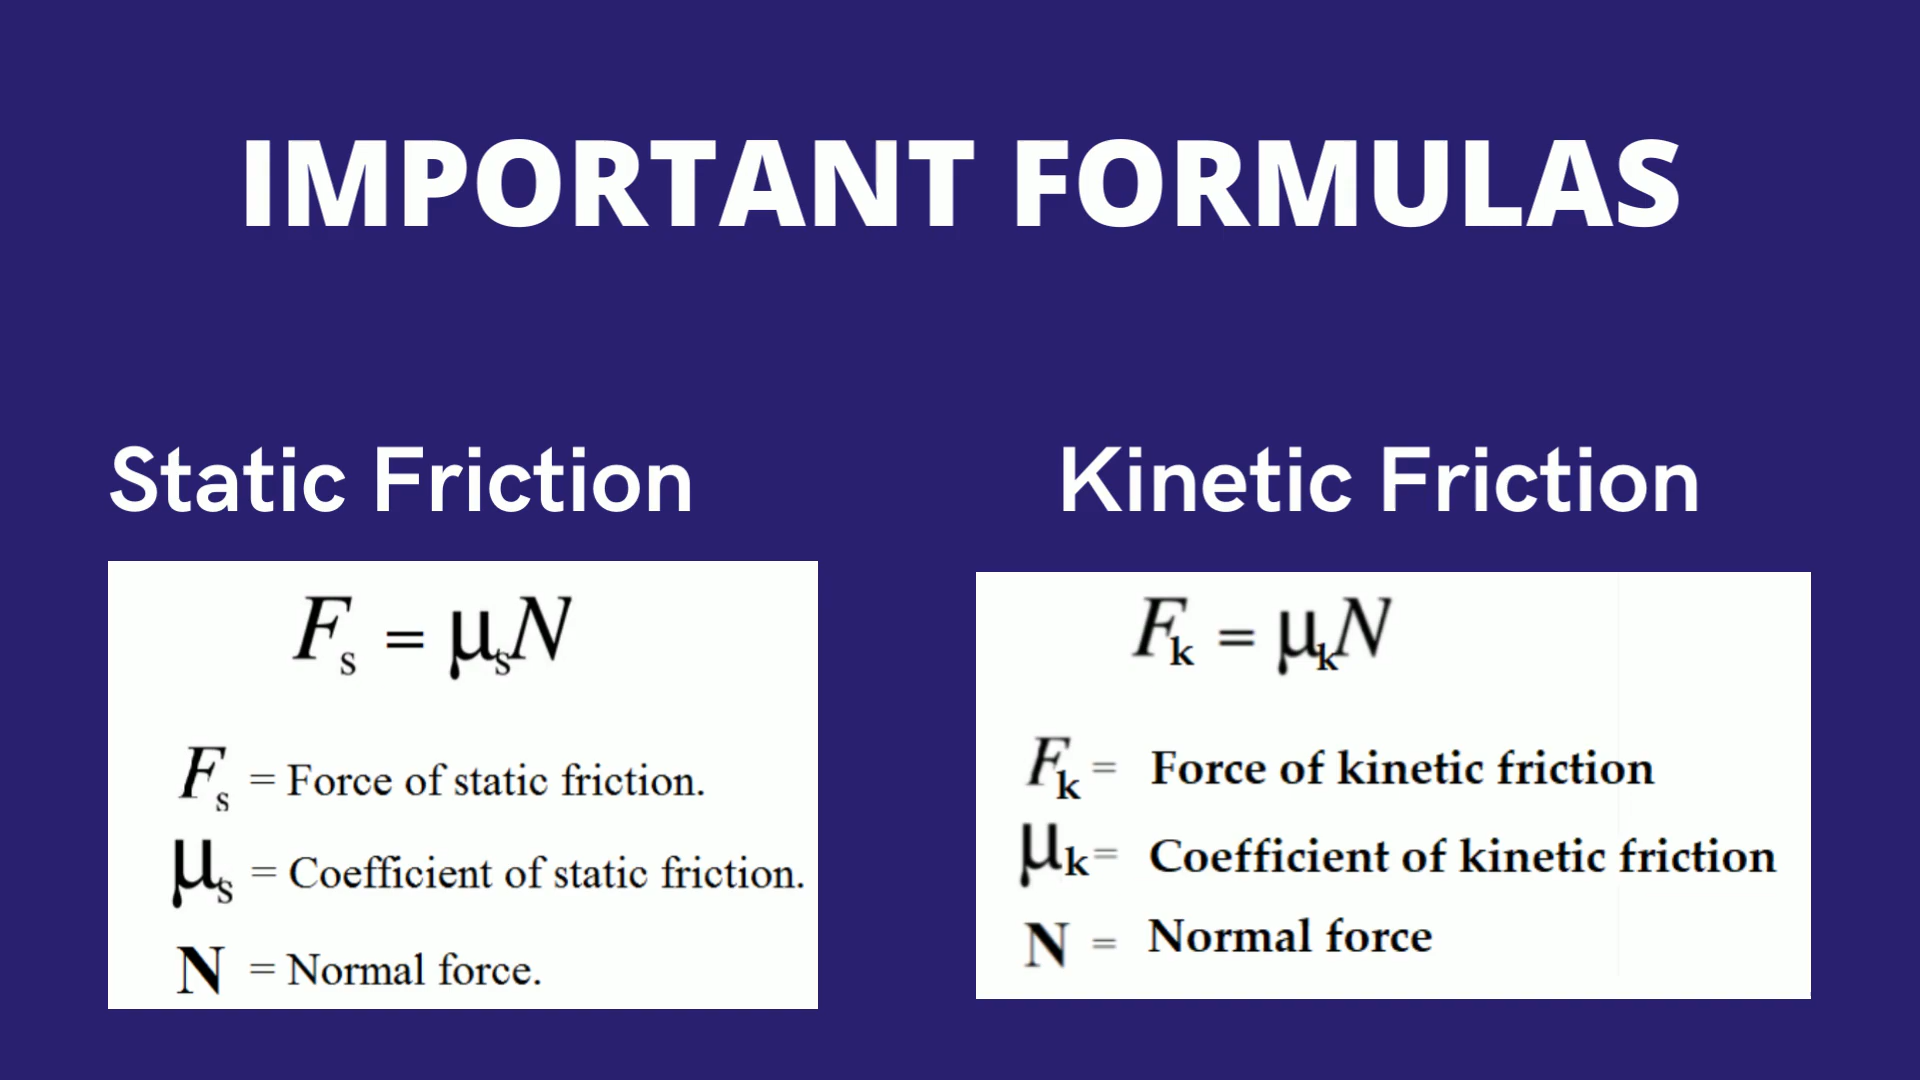 IMPORTANT FORMULAS
Static Friction
Fs = μsN
Fs = Force of static friction.
μs = Coefficient of static friction.
N = Normal force.
Kinetic Friction
Fk = μkN
Fk = Force of kinetic friction
μk = Coefficient of kinetic friction
N = Normal force